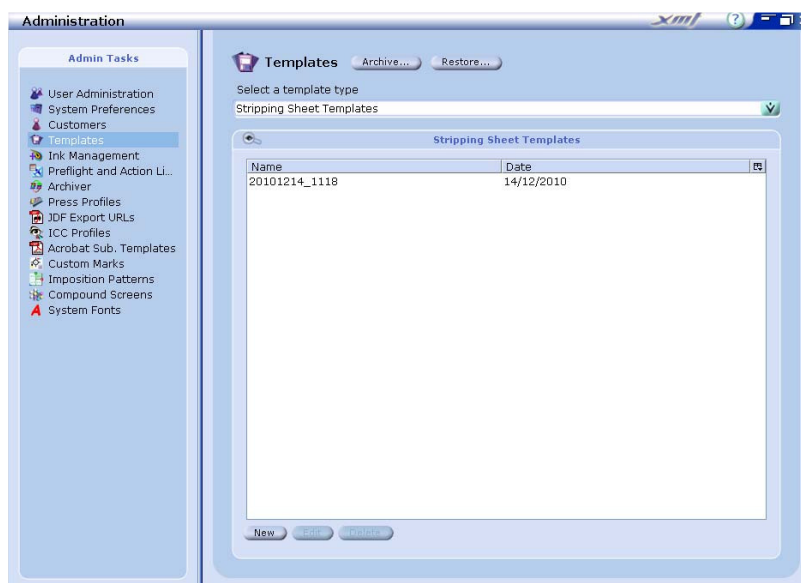 Administration
xmf
?
Admin Tasks
User Administration
System Preferences
Customers
Templates
Ink Management
Preflight and Action Li...
Archiver
Press Profiles
JDF Export URLs
ICC Profiles
Acrobat Sub. Templates
Custom Marks
Imposition Patterns
Compound Screens
System Fonts
Templates Archive... Restore...
Select a template type
Stripping Sheet Templates
Stripping Sheet Templates
Name Date
20101214_1118 14/12/2010
New Edit Delete